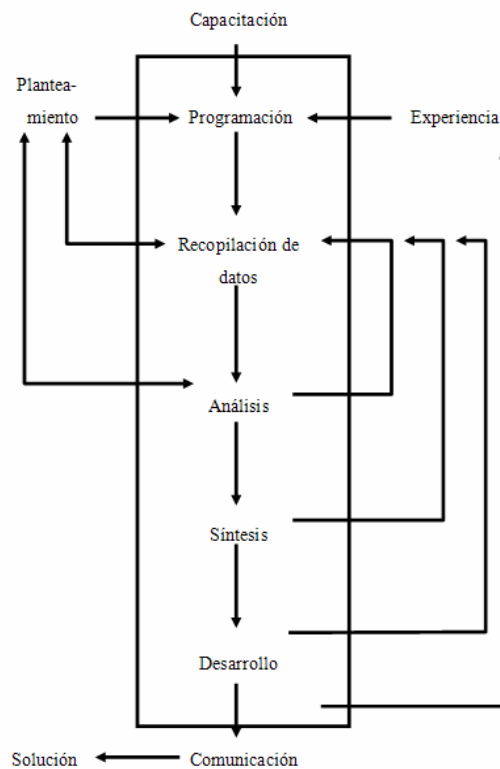 Capacitación
Plantea-
miento
Programación
Experiencia
Recopilación de
datos
Análisis
Síntesis
Desarrollo
Solución
Comunicación